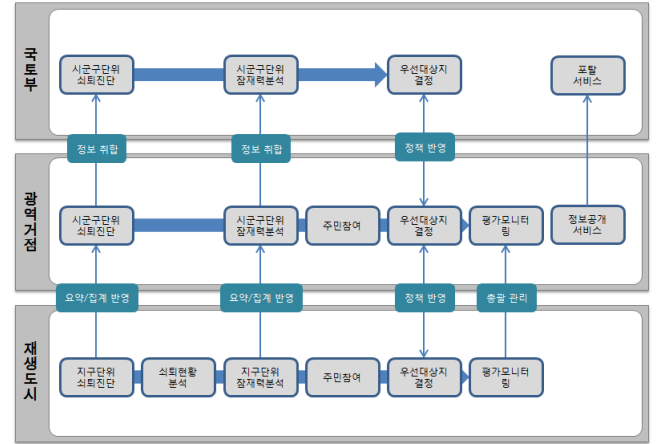 국토부
시군구단위
쇠퇴진단
시군구단위
잠재력분석
우선대상지
결정
포탈
서비스
정보 취합
정보 취합
정책 반영
광역거점
시군구단위
쇠퇴진단
시군구단위
잠재력분석
주민참여
우선대상지
결정
평가모니터
링
정보공개
서비스
요약/집계 반영
요약/집계 반영
정책 반영
총괄 관리
재생도시
지구단위
쇠퇴진단
쇠퇴현황
분석
지구단위
잠재력분석
주민참여
우선대상지
결정
평가모니터
링